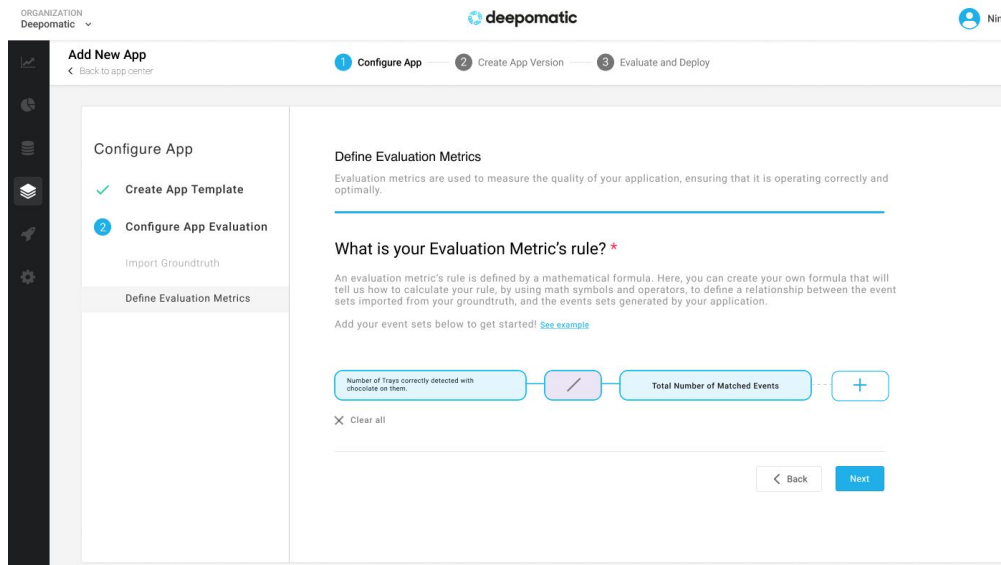 ORGANIZATION
Deepomatic
deepomatic
Add New App
Back to app center
1 Configure App
2 Create App Version
3 Evaluate and Deploy
Configure App
Create App Template
2 Configure App Evaluation
Import Groundtruth
Define Evaluation Metrics
Define Evaluation Metrics
Evaluation metrics are used to measure the quality of your application, ensuring that it is operating correctly and
optimally.
What is your Evaluation Metric's rule? *
An evaluation metric's rule is defined by a mathematical formula. Here, you can create your own formula that will
tell us how to calculate your rule, by using math symbols and operators, to define a relationship between the event
sets imported from your groundtruth, and the events sets generated by your application.
Add your event sets below to get started! See example
Number of Trays correctly detected with
chocolate on them.
/
Total Number of Matched Events
+
Clear all
Back
Next